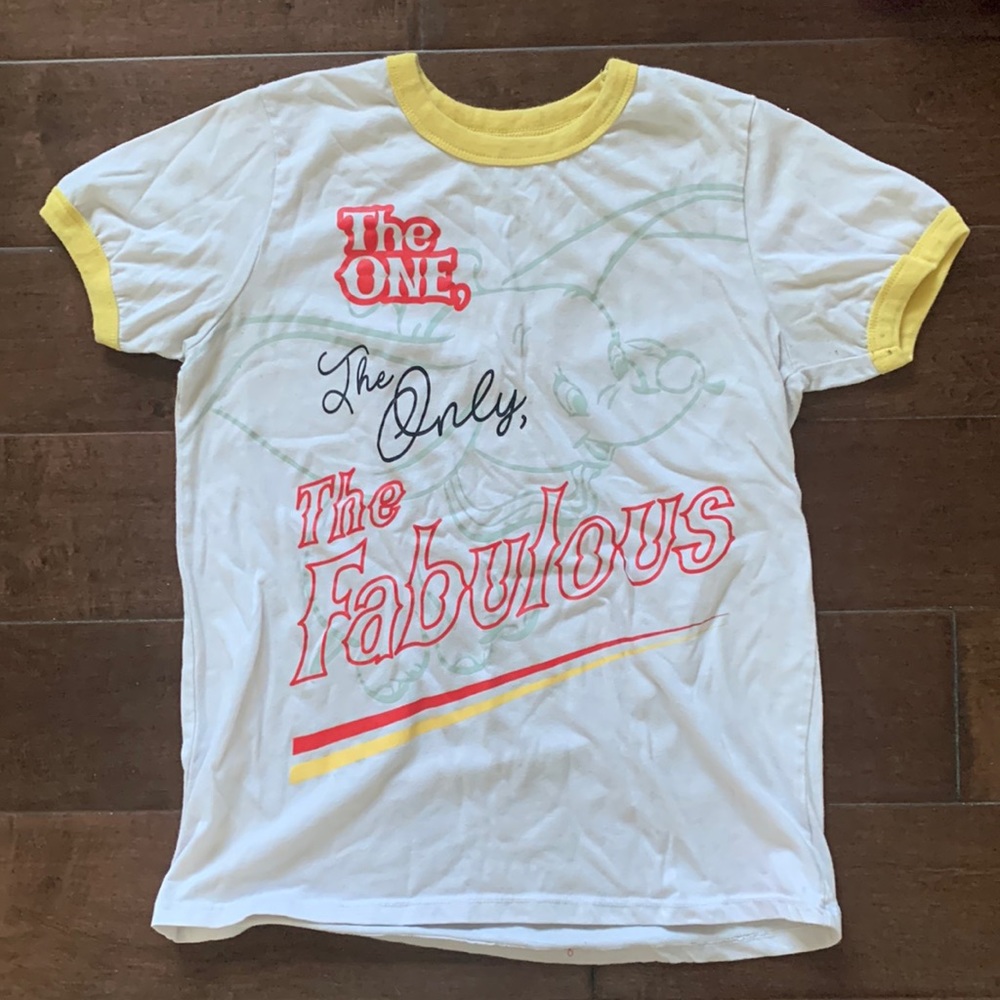 The
ONE,
The Only,
The
Fabulous